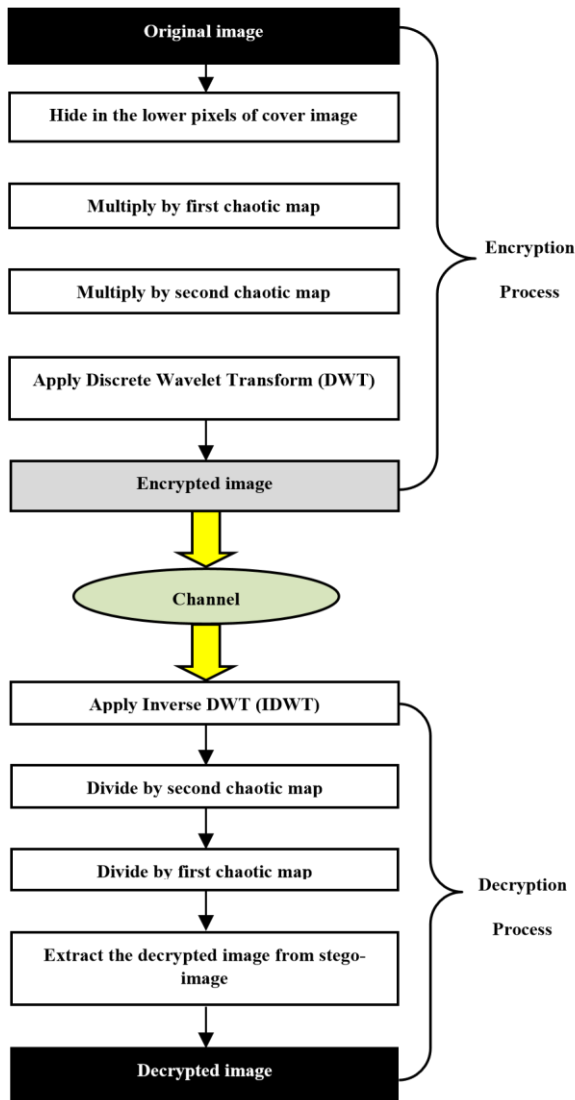 Original image
Hide in the lower pixels of cover image
Multiply by first chaotic map
Multiply by second chaotic map
Apply Discrete Wavelet Transform (DWT)
Encrypted image
Encryption
Process
Channel
Apply Inverse DWT (IDWT)
Divide by second chaotic map
Divide by first chaotic map
Extract the decrypted image from stego-
image
Decrypted image
Decryption
Process